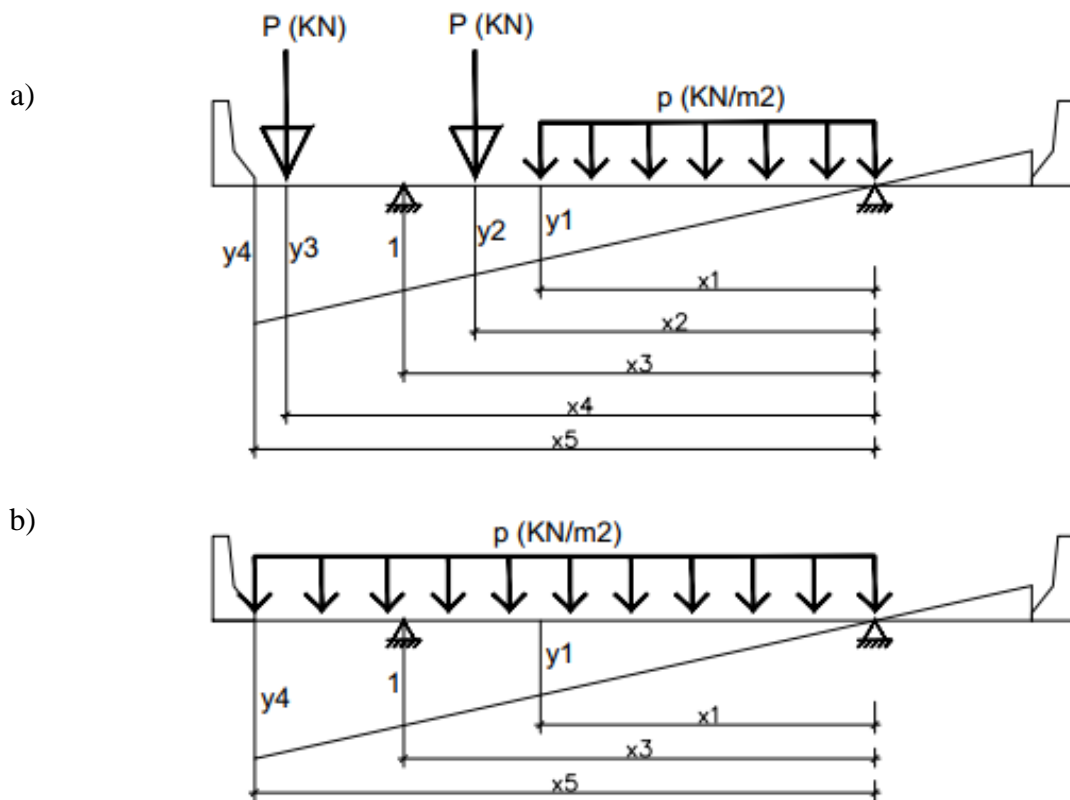 P (KN)
P (KN)
a)
p (KN/m2)
y4
y3
1
y2
y1
x1
x2
x3
x4
x5
b)
p (KN/m2)
y4
1
y1
x1
x3
x5